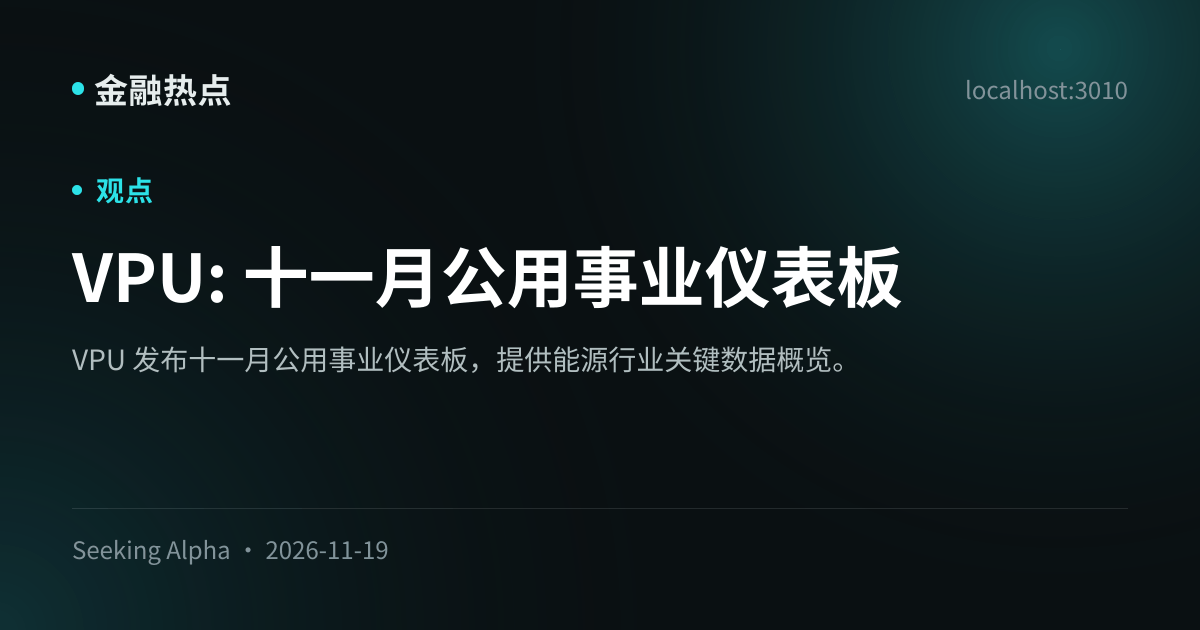 金融热点
localhost:3010
观点
VPU: 十一月公用事业仪表板
VPU 发布十一月公用事业仪表板，提供能源行业关键数据概览。
Seeking Alpha • 2026-11-19